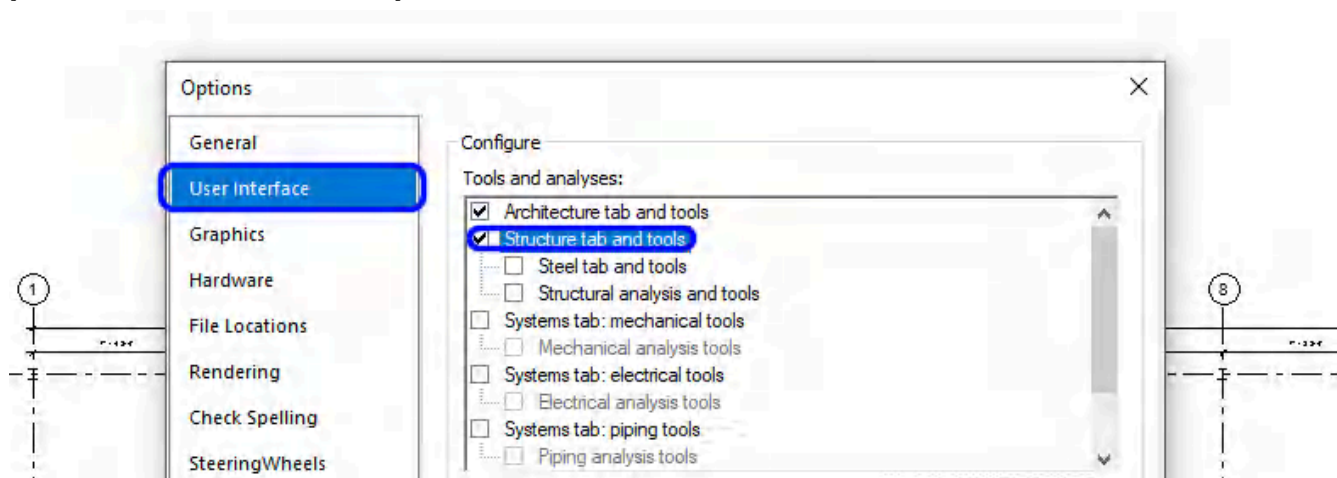 Options
General
User Interface
Graphics
Hardware
File Locations
Rendering
Check Spelling
SteeringWheels
Configure
Tools and analyses:
Architecture tab and tools
Structure tab and tools
Steel tab and tools
Structural analysis and tools
Systems tab: mechanical tools
Mechanical analysis tools
Systems tab: electrical tools
Electrical analysis tools
Systems tab: piping tools
Piping analysis tools
1
8